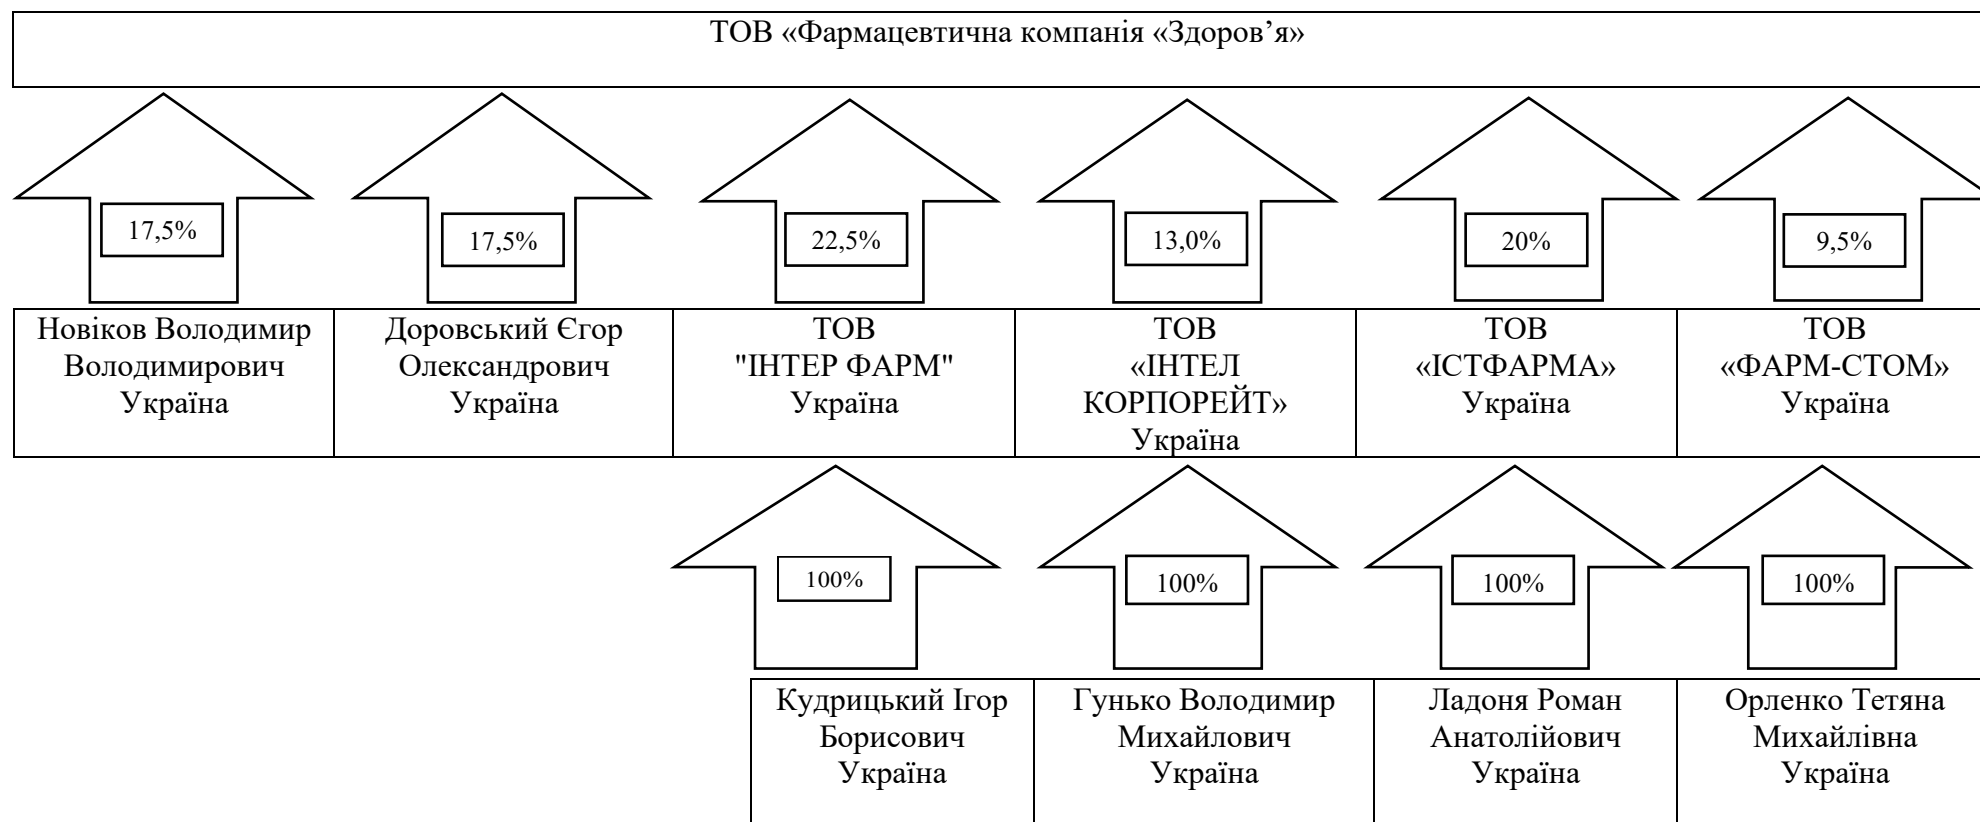 ТОВ «Фармацевтична компанія «Здоров’я»
17,5%
17,5%
22,5%
13,0%
20%
9,5%
Новіков Володимир
Володимирович
Україна
Доровський Єгор
Олександрович
Україна
ТОВ
"ІНТЕР ФАРМ"
Україна
ТОВ
«ІНТЕЛ
КОРПОРЕЙТ»
Україна
ТОВ
«ІСТФАРМА»
Україна
ТОВ
«ФАРМ-СТОМ»
Україна
100%
100%
100%
100%
Кудрицький Ігор
Борисович
Україна
Гунько Володимир
Михайлович
Україна
Ладоня Роман
Анатолійович
Україна
Орленко Тетяна
Михайлівна
Україна